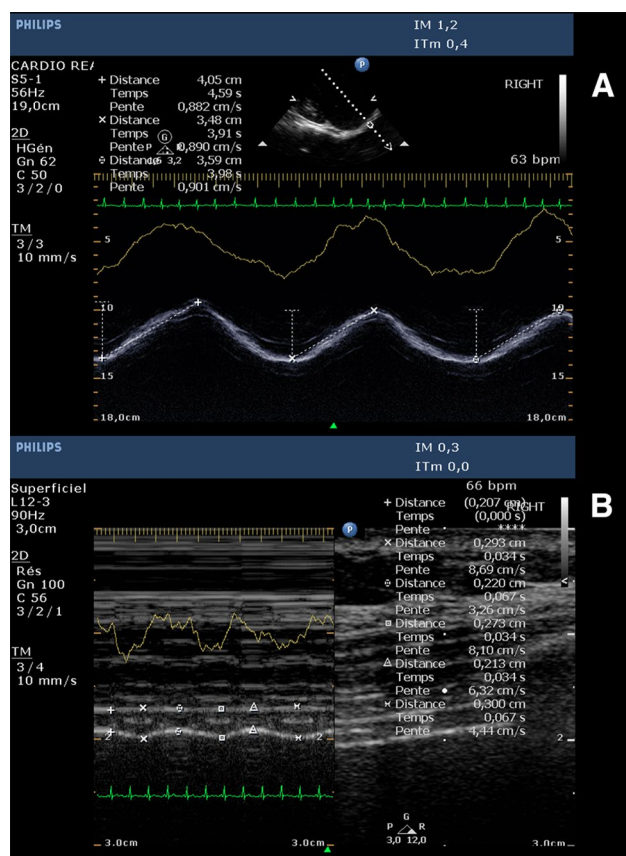 PHILIPS
IM 1,2
ITm 0,4
A
CARDIO REA
S5-1
56Hz
19,0cm
2D
HGén
Gn 62
C 50
3/2/0
TM
3/3
10 mm/s
+ Distance 4,05 cm
Temps 4,59 s
Pente 0,882 cm/s
× Distance 3,48 cm
Temps 3,91 s
Pente 0,890 cm/s
Distance 3,59 cm
Temps 3,98 s
Pente 0,901 cm/s
G
P
1,6 3,2
P
RIGHT
63 bpm
5
5
10
10
15
15
18,0cm
18,0cm
PHILIPS
IM 0,3
ITm 0,0
B
Superficiel
L12-3
90Hz
3,0cm
2D
Rés
Gn 100
C 56
3/2/1
TM
3/4
10 mm/s
66 bpm
P
RIGHT
+ Distance (0,207 cm)
Temps (0,000 s)
Pente ****
× Distance 0,293 cm
Temps 0,034 s
Pente 8,69 cm/s
Distance 0,220 cm
Temps 0,067 s
Pente 3,26 cm/s
Distance 0,273 cm
Temps 0,034 s
Pente 8,10 cm/s
Distance 0,213 cm
Temps 0,034 s
Pente 6,32 cm/s
Distance 0,300 cm
Temps 0,067 s
Pente 4,44 cm/s
2
2
2
G
P R
3,0 12,0
3.0cm
3.0cm
3.0cm